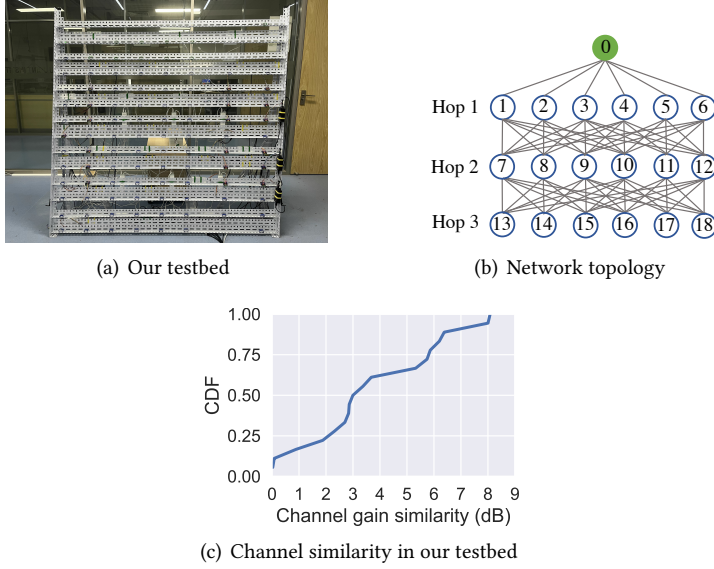 0
Hop 1 1 2 3 4 5 6
Hop 2 7 8 9 10 11 12
Hop 3 13 14 15 16 17 18
(a) Our testbed
(b) Network topology
1.00
0.75
0.50
0.25
0.00
CDF
0 1 2 3 4 5 6 7 8 9
Channel gain similarity (dB)
(c) Channel similarity in our testbed